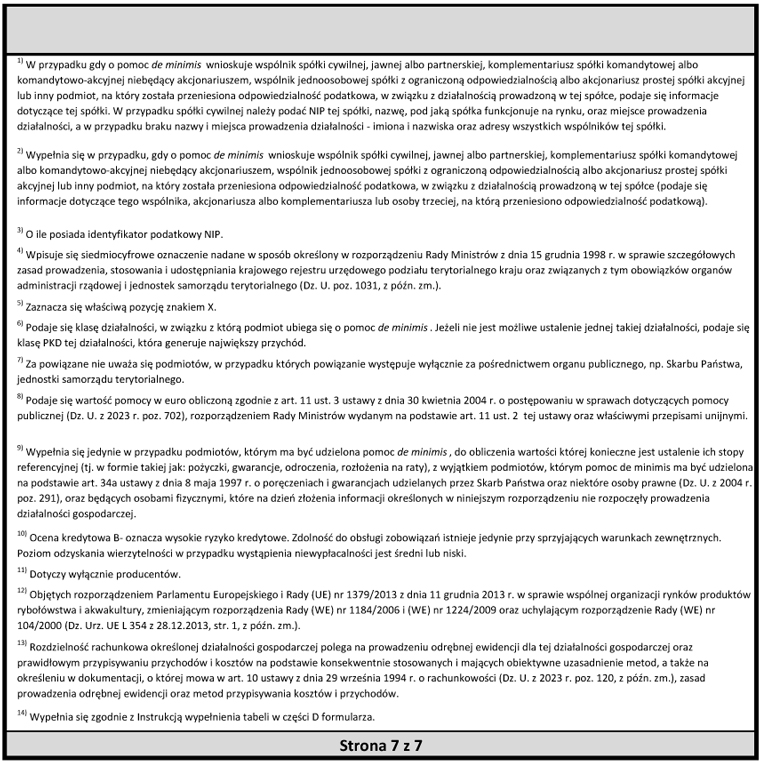 1) W przypadku gdy o pomoc de minimis wnioskuje wspólnik spółki cywilnej, jawnej albo partnerskiej, komplementariusz spółki komandytowej albo
komandytowo-akcyjnej niebędący akcjonariuszem, wspólnik jednoosobowej spółki z ograniczoną odpowiedzialnością albo akcjonariusz prostej spółki akcyjnej
lub inny podmiot, na który została przeniesiona odpowiedzialność podatkowa, w związku z działalnością prowadzoną w tej spółce, podaje się informacje
dotyczące tej spółki. W przypadku spółki cywilnej należy podać NIP tej spółki, nazwę, pod jaką spółka funkcjonuje na rynku, oraz miejsce prowadzenia
działalności, a w przypadku braku nazwy i miejsca prowadzenia działalności - imiona i nazwiska oraz adresy wszystkich wspólników tej spółki.
2) Wypełnia się w przypadku, gdy o pomoc de minimis wnioskuje wspólnik spółki cywilnej, jawnej albo partnerskiej, komplementariusz spółki komandytowej
albo komandytowo-akcyjnej niebędący akcjonariuszem, wspólnik jednoosobowej spółki z ograniczoną odpowiedzialnością albo akcjonariusz prostej spółki
akcyjnej lub inny podmiot, na który została przeniesiona odpowiedzialność podatkowa, w związku z działalnością prowadzoną w tej spółce (podaje się
informacje dotyczące tego wspólnika, akcjonariusza albo komplementariusza lub osoby trzeciej, na którą przeniesiono odpowiedzialność podatkową).
3) O ile posiada identyfikator podatkowy NIP.
4) Wpisuje się siedmiocyfrowe oznaczenie nadane w sposób określony w rozporządzeniu Rady Ministrów z dnia 15 grudnia 1998 r. w sprawie szczegółowych
zasad prowadzenia, stosowania i udostępniania krajowego rejestru urzędowego podziału terytorialnego kraju oraz związanych z tym obowiązków organów
administracji rządowej i jednostek samorządu terytorialnego (Dz. U. poz. 1031, z późn. zm.).
5) Zaznacza się właściwą pozycję znakiem X.
6) Podaje się klasę działalności, w związku z którą podmiot ubiega się o pomoc de minimis . Jeżeli nie jest możliwe ustalenie jednej takiej działalności, podaje się
klasę PKD tej działalności, która generuje największy przychód.
7) Za powiązane nie uważa się podmiotów, w przypadku których powiązanie występuje wyłącznie za pośrednictwem organu publicznego, np. Skarbu Państwa,
jednostki samorządu terytorialnego.
8) Podaje się wartość pomocy w euro obliczoną zgodnie z art. 11 ust. 3 ustawy z dnia 30 kwietnia 2004 r. o postępowaniu w sprawach dotyczących pomocy
publicznej (Dz. U. z 2023 r. poz. 702), rozporządzeniem Rady Ministrów wydanym na podstawie art. 11 ust. 2 tej ustawy oraz właściwymi przepisami unijnymi.
9) Wypełnia się jedynie w przypadku podmiotów, którym ma być udzielona pomoc de minimis , do obliczenia wartości której konieczne jest ustalenie ich stopy
referencyjnej (tj. w formie takiej jak: pożyczki, gwarancje, odroczenia, rozłożenia na raty), z wyjątkiem podmiotów, którym pomoc de minimis ma być udzielona
na podstawie art. 34a ustawy z dnia 8 maja 1997 r. o poręczeniach i gwarancjach udzielanych przez Skarb Państwa oraz niektóre osoby prawne (Dz. U. z 2004 r.
poz. 291), oraz będących osobami fizycznymi, które na dzień złożenia informacji określonych w niniejszym rozporządzeniu nie rozpoczęły prowadzenia
działalności gospodarczej.
10) Ocena kredytowa B- oznacza wysokie ryzyko kredytowe. Zdolność do obsługi zobowiązań istnieje jedynie przy sprzyjających warunkach zewnętrznych.
Poziom odzyskania wierzytelności w przypadku wystąpienia niewypłacalności jest średni lub niski.
11) Dotyczy wyłącznie producentów.
12) Objętych rozporządzeniem Parlamentu Europejskiego i Rady (UE) nr 1379/2013 z dnia 11 grudnia 2013 r. w sprawie wspólnej organizacji rynków produktów
rybołówstwa i akwakultury, zmieniającym rozporządzenia Rady (WE) nr 1184/2006 i (WE) nr 1224/2009 oraz uchylającym rozporządzenie Rady (WE) nr
104/2000 (Dz. Urz. UE L 354 z 28.12.2013, str. 1, z późn. zm.).
13) Rozdzielność rachunkowa określonej działalności gospodarczej polega na prowadzeniu odrębnej ewidencji dla tej działalności gospodarczej oraz
prawidłowym przypisywaniu przychodów i kosztów na podstawie konsekwentnie stosowanych i mających obiektywne uzasadnienie metod, a także na
określeniu w dokumentacji, o której mowa w art. 10 ustawy z dnia 29 września 1994 r. o rachunkowości (Dz. U. z 2023 r. poz. 120, z późn. zm.), zasad
prowadzenia odrębnej ewidencji oraz metod przypisywania kosztów i przychodów.
14) Wypełnia się zgodnie z Instrukcją wypełnienia tabeli w części D formularza.
Strona 7 z 7